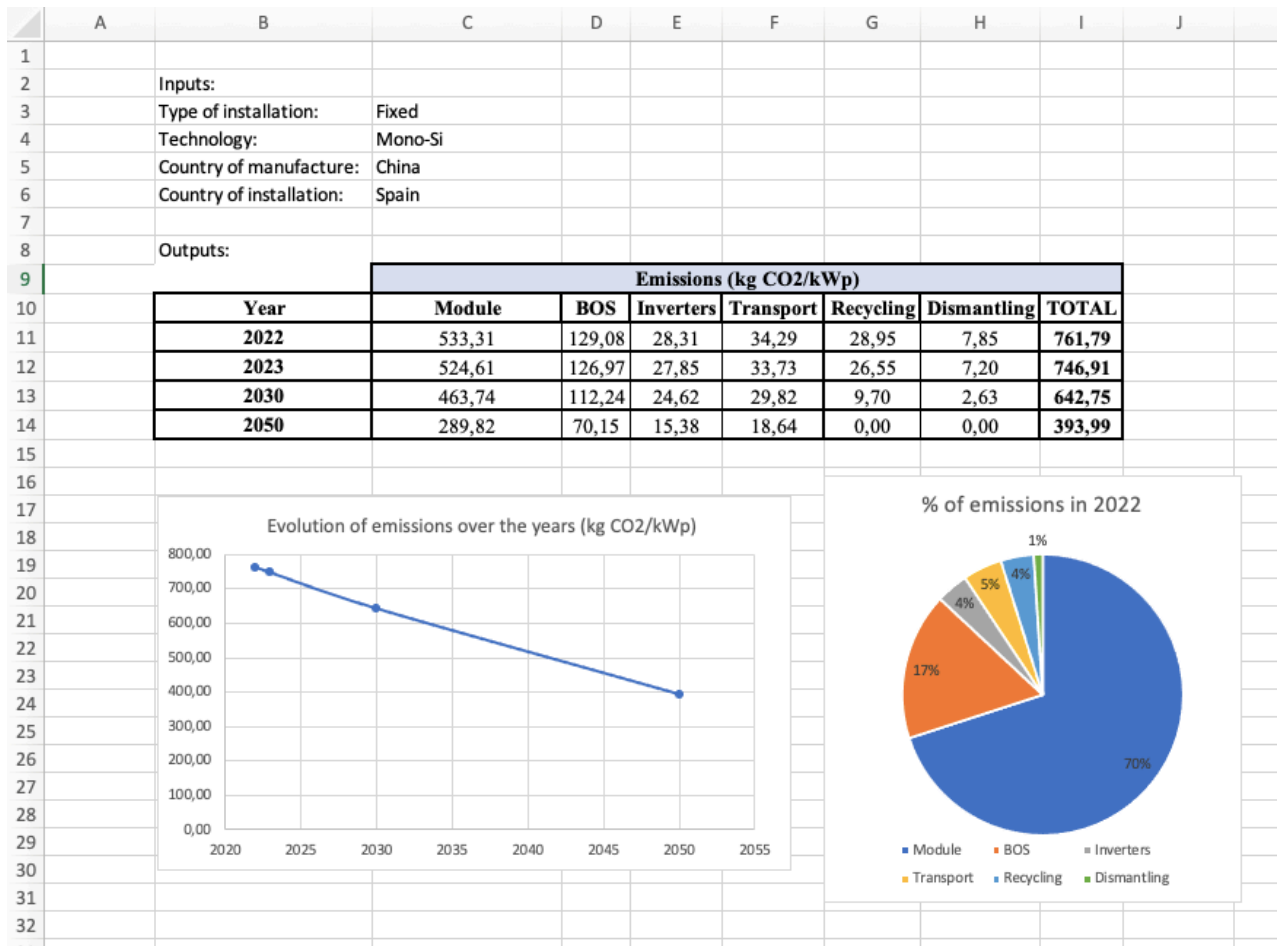 A B C D E F G H I J
1
2 Inputs:
3 Type of installation: Fixed
4 Technology: Mono-Si
5 Country of manufacture: China
6 Country of installation: Spain
7
8 Outputs:
9 Emissions (kg CO2/kWp)
10 Year Module BOS Inverters Transport Recycling Dismantling TOTAL
11 2022 533,31 129,08 28,31 34,29 28,95 7,85 761,79
12 2023 524,61 126,97 27,85 33,73 26,55 7,20 746,91
13 2030 463,74 112,24 24,62 29,82 9,70 2,63 642,75
14 2050 289,82 70,15 15,38 18,64 0,00 0,00 393,99
15
16
17
18
19
20
21
22
23
24
25
26
27
28
29
30
31
32
Evolution of emissions over the years (kg CO2/kWp)
800,00
700,00
600,00
500,00
400,00
300,00
200,00
100,00
0,00
2020 2025 2030 2035 2040 2045 2050 2055
% of emissions in 2022
1%
4%
5%
4%
17%
70%
Module BOS Inverters
Transport Recycling Dismantling